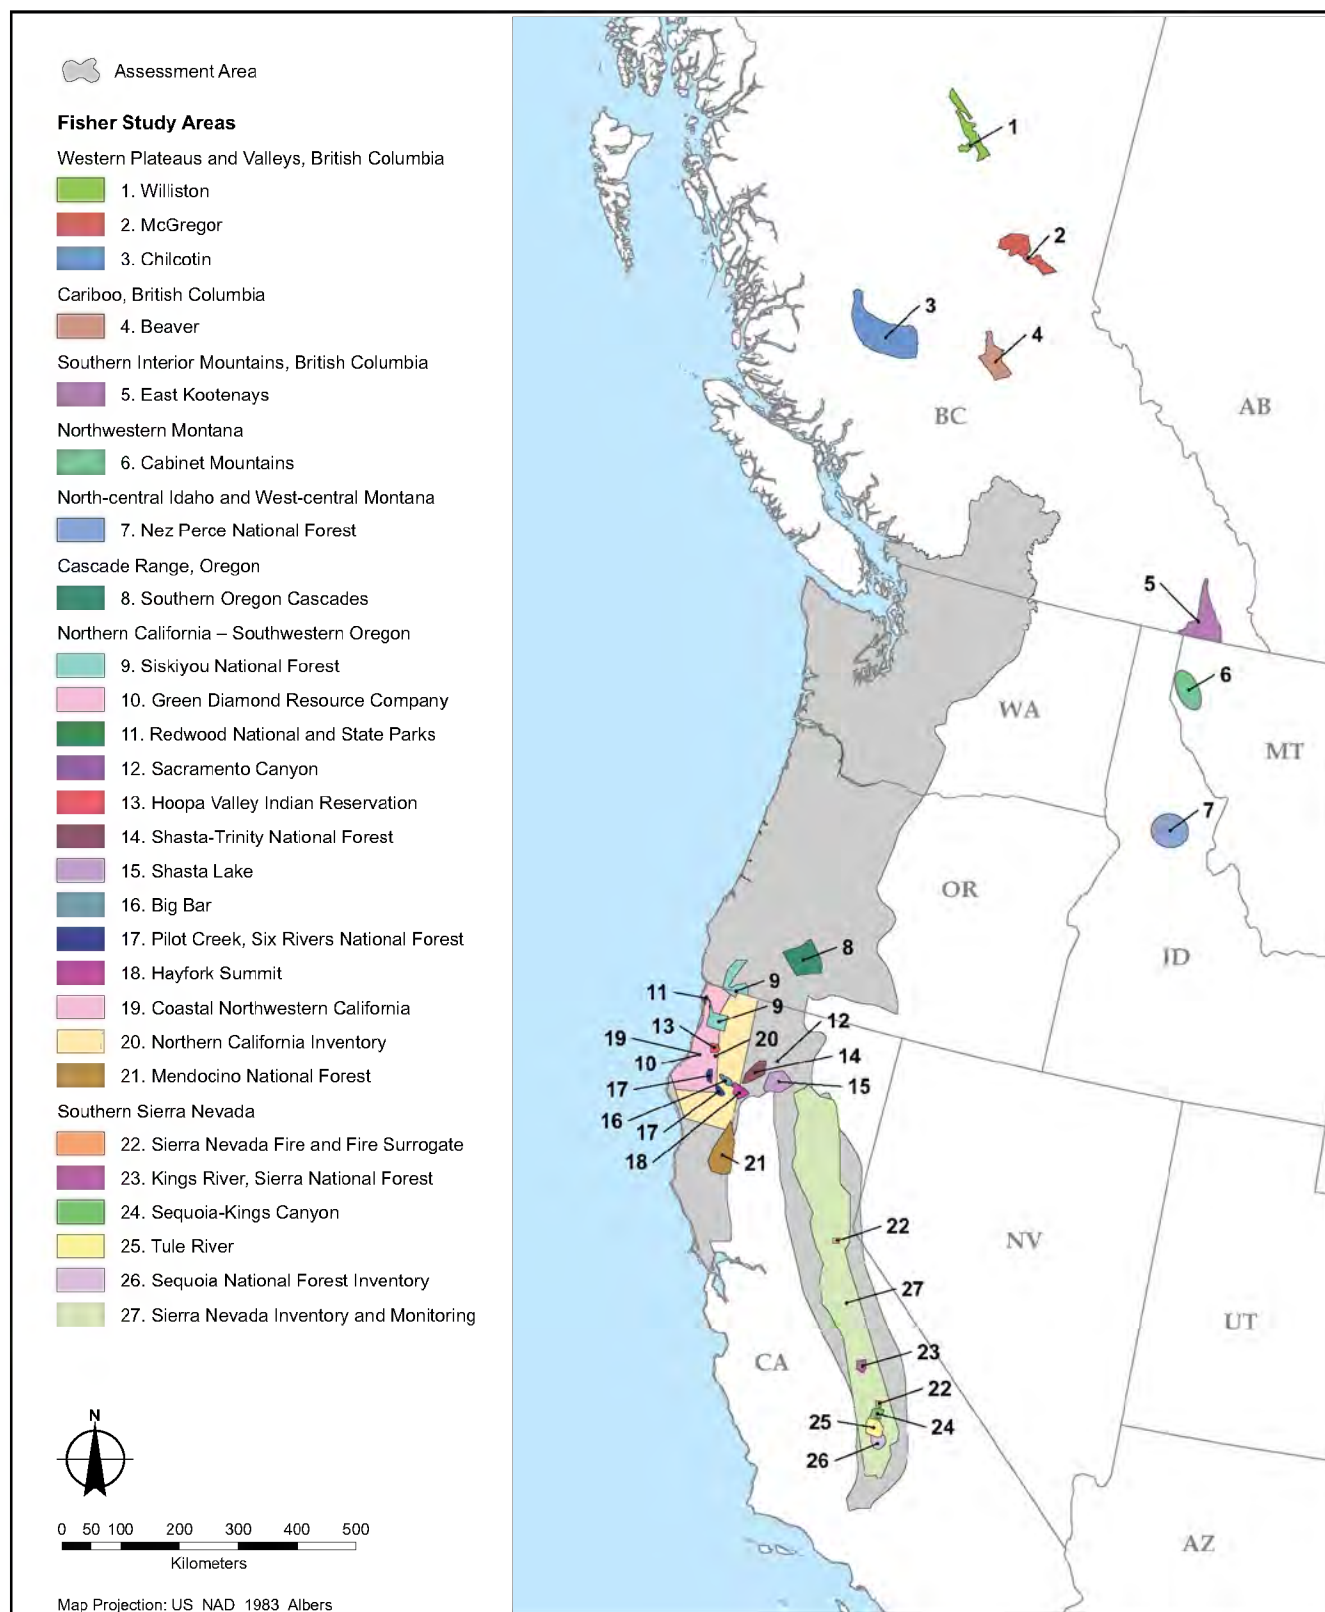 Assessment Area
Fisher Study Areas
Western Plateaus and Valleys, British Columbia
1. Williston
2. McGregor
3. Chilcotin
Cariboo, British Columbia
4. Beaver
Southern Interior Mountains, British Columbia
5. East Kootenays
Northwestern Montana
6. Cabinet Mountains
North-central Idaho and West-central Montana
7. Nez Perce National Forest
Cascade Range, Oregon
8. Southern Oregon Cascades
Northern California – Southwestern Oregon
9. Siskiyou National Forest
10. Green Diamond Resource Company
11. Redwood National and State Parks
12. Sacramento Canyon
13. Hoopa Valley Indian Reservation
14. Shasta-Trinity National Forest
15. Shasta Lake
16. Big Bar
17. Pilot Creek, Six Rivers National Forest
18. Hayfork Summit
19. Coastal Northwestern California
20. Northern California Inventory
21. Mendocino National Forest
Southern Sierra Nevada
22. Sierra Nevada Fire and Fire Surrogate
23. Kings River, Sierra National Forest
24. Sequoia-Kings Canyon
25. Tule River
26. Sequoia National Forest Inventory
27. Sierra Nevada Inventory and Monitoring
N
0 50 100 200 300 400 500
Kilometers
Map Projection: US_NAD_1983_Albers
1
2
3
4
BC
AB
5
6
WA
MT
7
OR
ID
8
9
11
9
12
13
20
19
14
10
15
17
16
17
18
21
22
NV
27
UT
CA
23
22
25
24
26
AZ